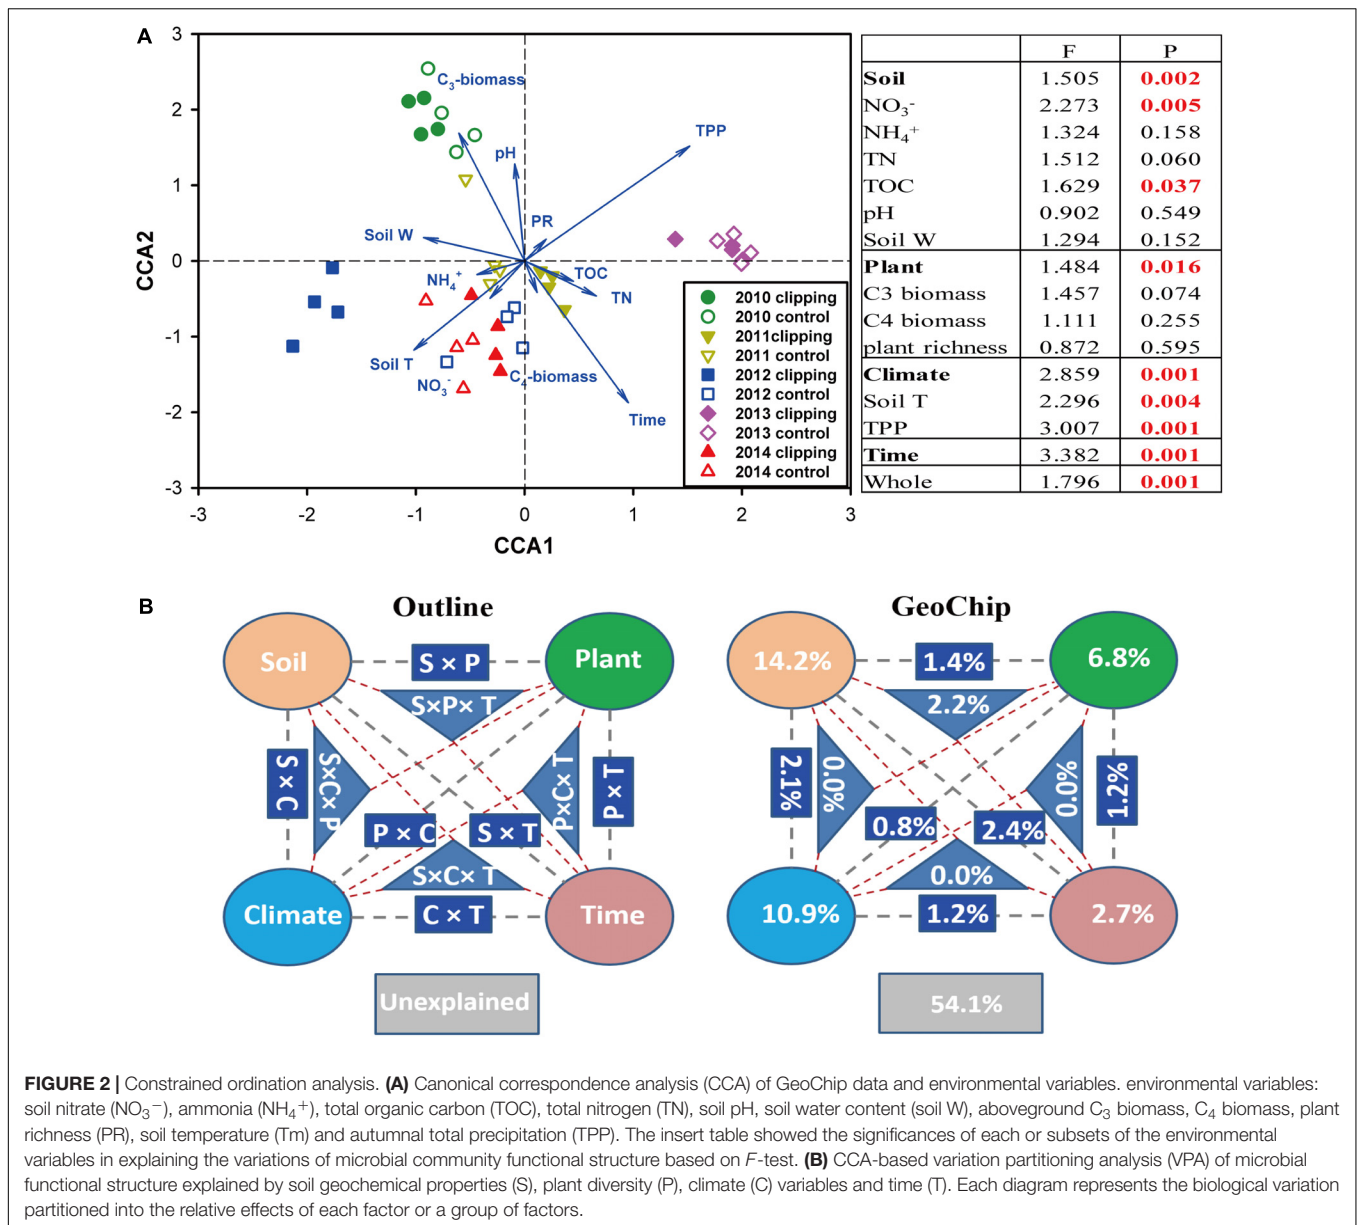 A
3
2
1
0
-1
-2
-3
-3
-2
-1
0
1
2
3
CCA2
CCA1
C3-biomass
TPP
pH
PR
Soil W
NH4+
TOC
TN
Soil T
NO3-
C4-biomass
Time
2010 clipping
2010 control
2011clipping
2011 control
2012 clipping
2012 control
2013 clipping
2013 control
2014 clipping
2014 control
F P
Soil 1.505 0.002
NO3- 2.273 0.005
NH4+ 1.324 0.158
TN 1.512 0.060
TOC 1.629 0.037
pH 0.902 0.549
Soil W 1.294 0.152
Plant 1.484 0.016
C3 biomass 1.457 0.074
C4 biomass 1.111 0.255
plant richness 0.872 0.595
Climate 2.859 0.001
Soil T 2.296 0.004
TPP 3.007 0.001
Time 3.382 0.001
Whole 1.796 0.001
B
Outline
Soil
S × P
Plant
S×P× T
S × C
S×C×P
P×C×T
P × T
P × C
S × T
S×C× T
Climate
C × T
Time
Unexplained
GeoChip
14.2%
1.4%
6.8%
2.2%
2.1%
0.0%
0.0%
1.2%
0.8%
2.4%
0.0%
10.9%
1.2%
2.7%
54.1%
FIGURE 2 | Constrained ordination analysis. (A) Canonical correspondence analysis (CCA) of GeoChip data and environmental variables. environmental variables:
soil nitrate (NO3−), ammonia (NH4+), total organic carbon (TOC), total nitrogen (TN), soil pH, soil water content (soil W), aboveground C3 biomass, C4 biomass, plant
richness (PR), soil temperature (Tm) and autumnal total precipitation (TPP). The insert table showed the significances of each or subsets of the environmental
variables in explaining the variations of microbial community functional structure based on F-test. (B) CCA-based variation partitioning analysis (VPA) of microbial
functional structure explained by soil geochemical properties (S), plant diversity (P), climate (C) variables and time (T). Each diagram represents the biological variation
partitioned into the relative effects of each factor or a group of factors.